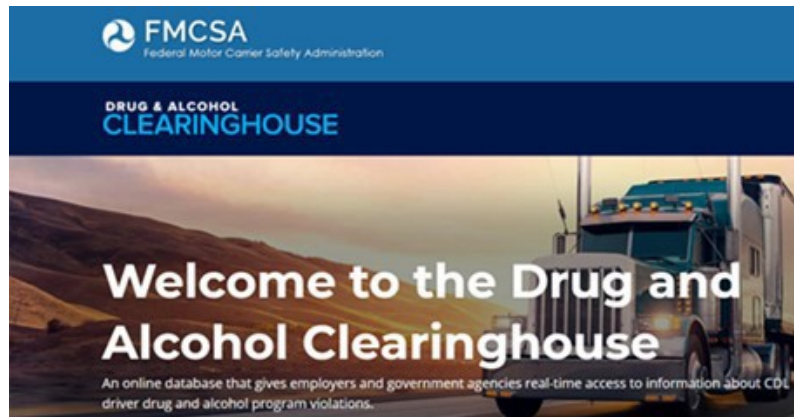 FMCSA
Federal Motor Carrier Safety Administration
DRUG & ALCOHOL
CLEARINGHOUSE
Welcome to the Drug and
Alcohol Clearinghouse
An online database that gives employers and government agencies real-time access to information about CDL
driver drug and alcohol program violations.